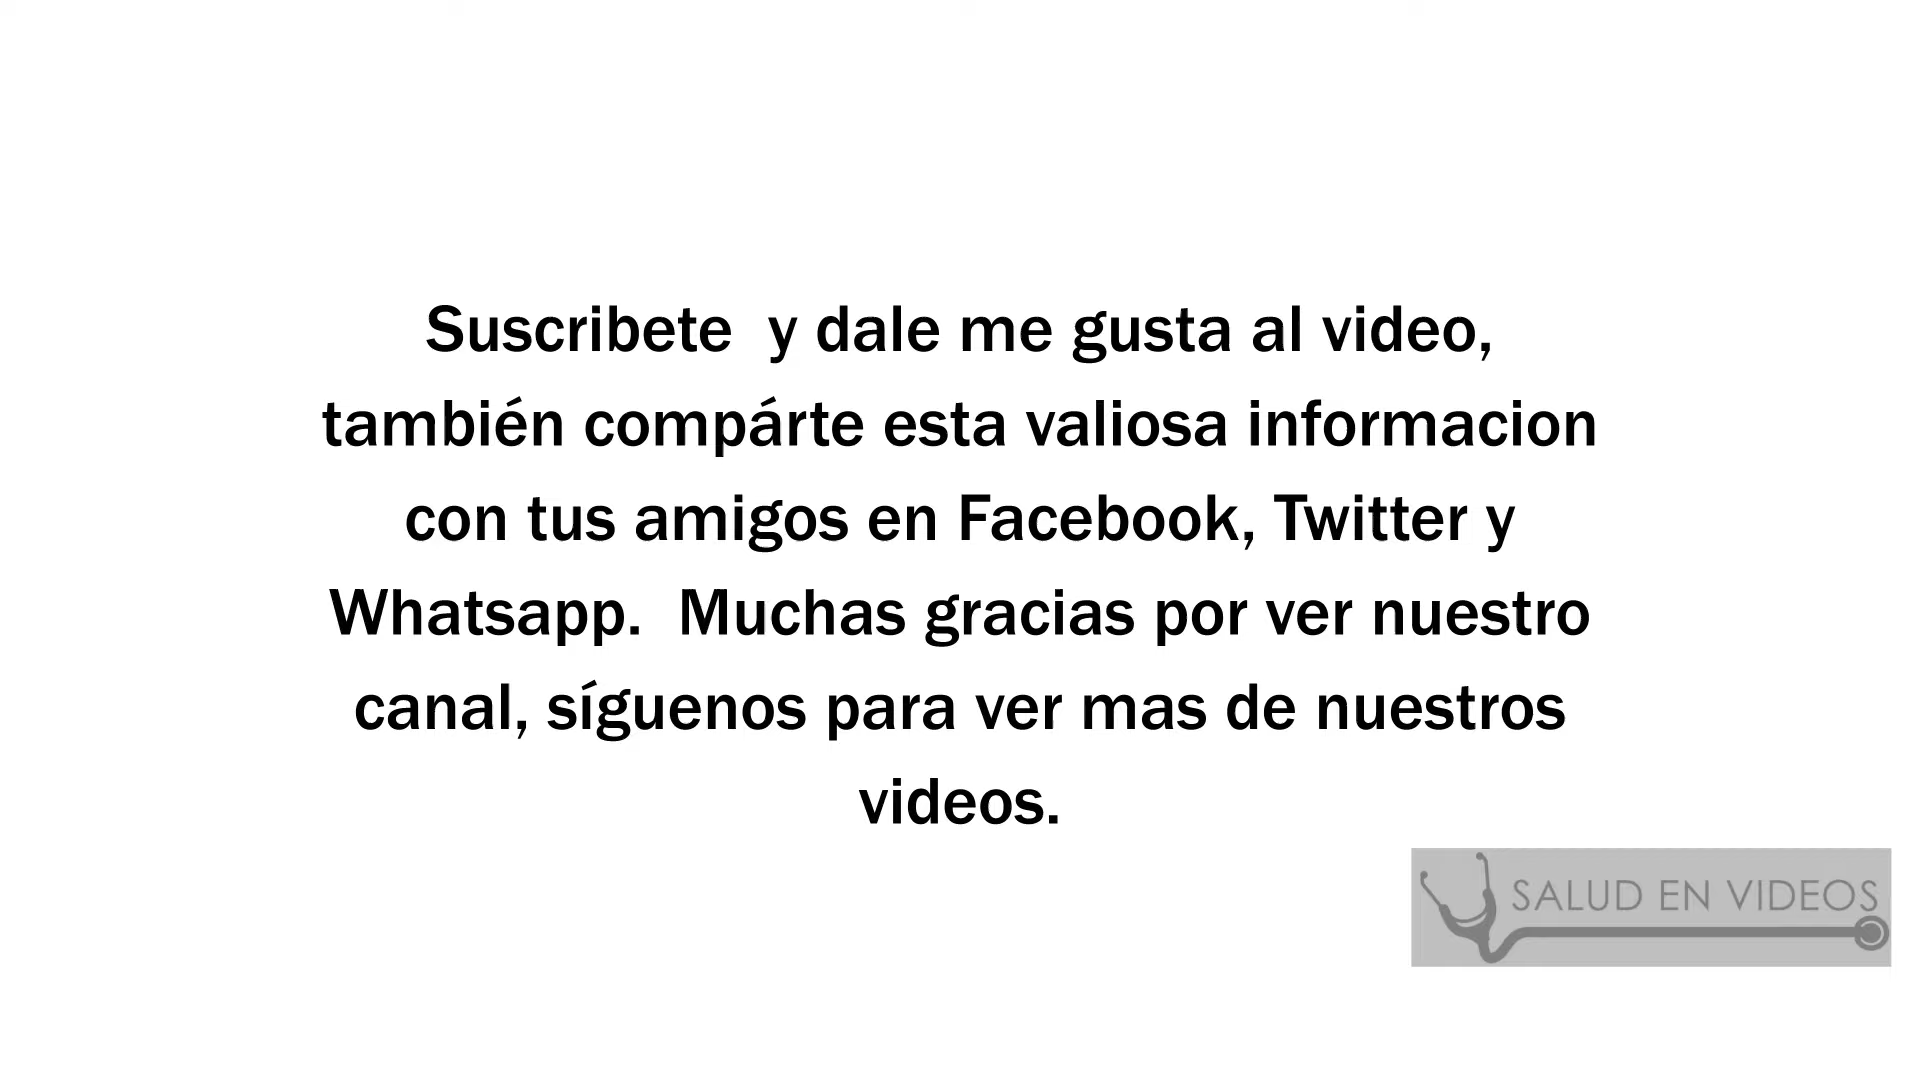 Suscribete  y dale me gusta al video,
también compárte esta valiosa informacion
con tus amigos en Facebook, Twitter y
Whatsapp.  Muchas gracias por ver nuestro
canal, síguenos para ver mas de nuestros
videos.
SALUD EN VIDEOS